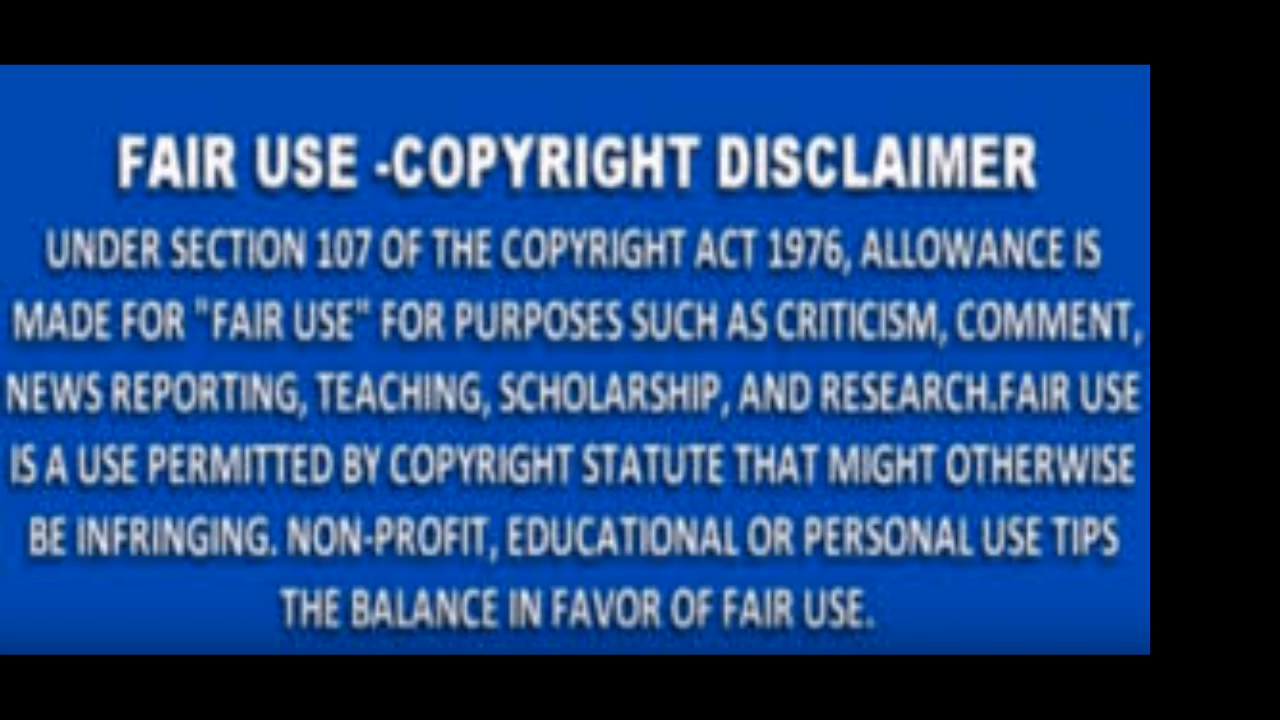 FAIR USE -COPYRIGHT DISCLAIMER
UNDER SECTION 107 OF THE COPYRIGHT ACT 1976, ALLOWANCE IS
MADE FOR "FAIR USE" FOR PURPOSES SUCH AS CRITICISM, COMMENT,
NEWS REPORTING, TEACHING, SCHOLARSHIP, AND RESEARCH.FAIR USE
IS A USE PERMITTED BY COPYRIGHT STATUTE THAT MIGHT OTHERWISE
BE INFRINGING. NON-PROFIT, EDUCATIONAL OR PERSONAL USE TIPS
THE BALANCE IN FAVOR OF FAIR USE.